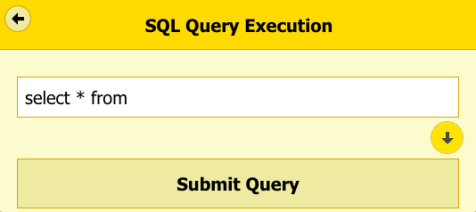 SQL Query Execution
select * from
Submit Query